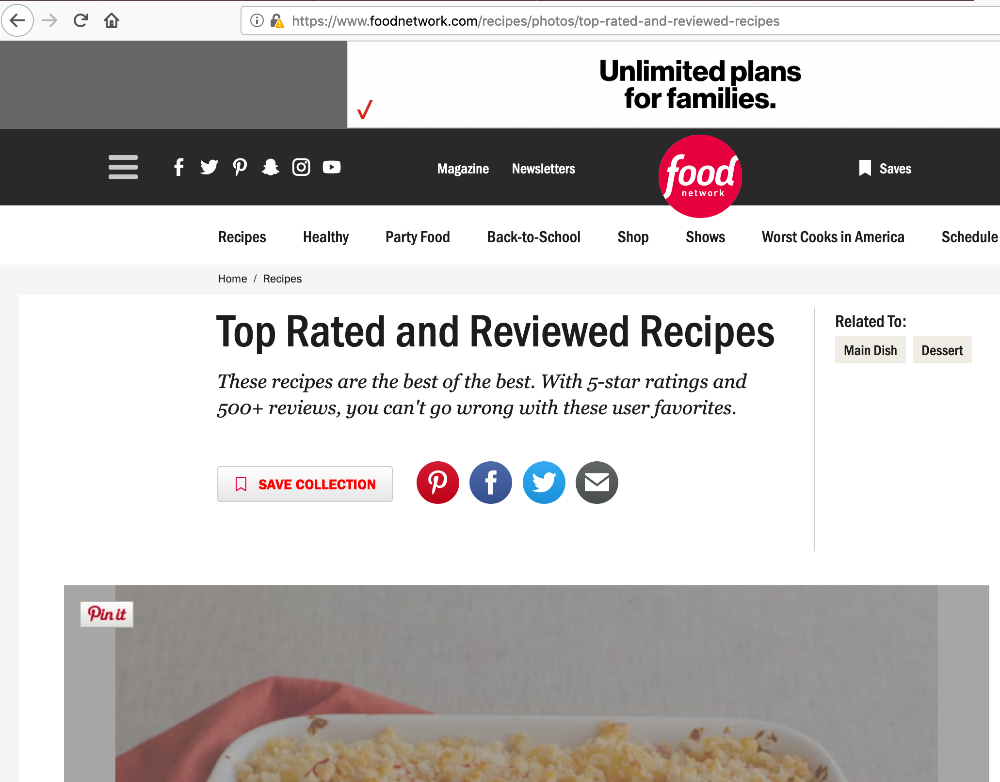 https://www.foodnetwork.com/recipes/photos/top-rated-and-reviewed-recipes
Unlimited plans
for families.
Magazine
Newsletters
food
network
Saves
Recipes
Healthy
Party Food
Back-to-School
Shop
Shows
Worst Cooks in America
Schedule
Home / Recipes
Top Rated and Reviewed Recipes
These recipes are the best of the best. With 5-star ratings and
500+ reviews, you can't go wrong with these user favorites.
Related To:
Main Dish
Dessert
SAVE COLLECTION
Pin it